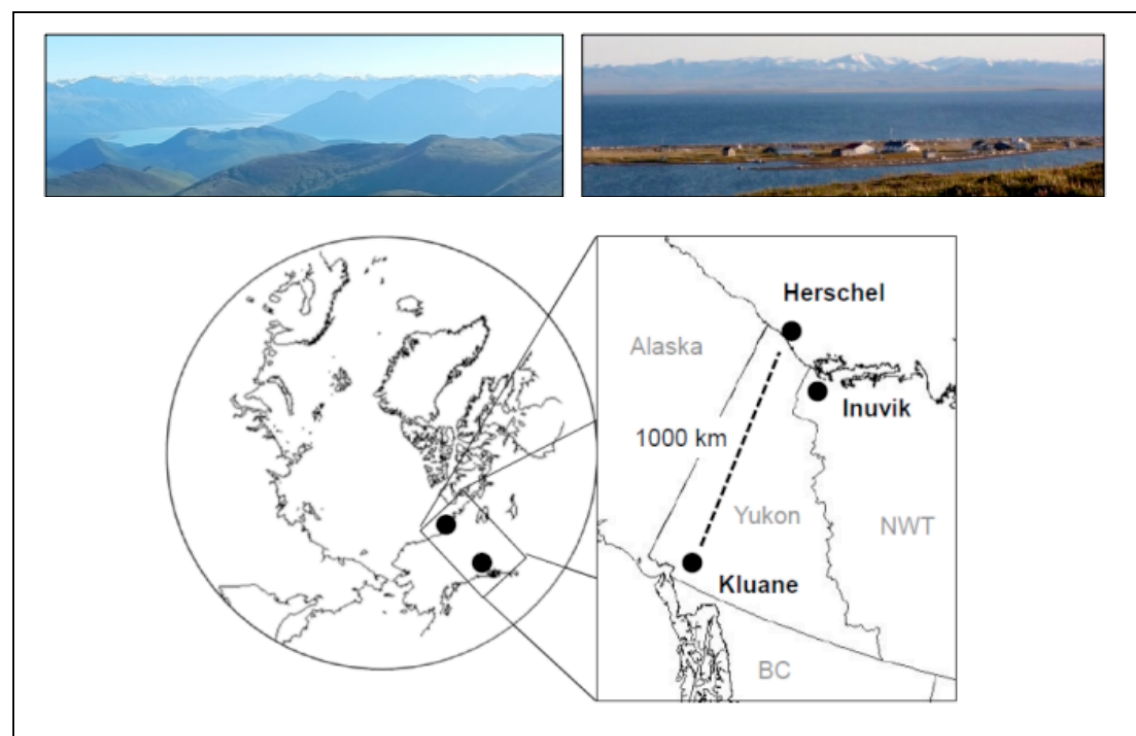 Herschel
Alaska
Inuvik
1000 km
Yukon
NWT
Kluane
BC